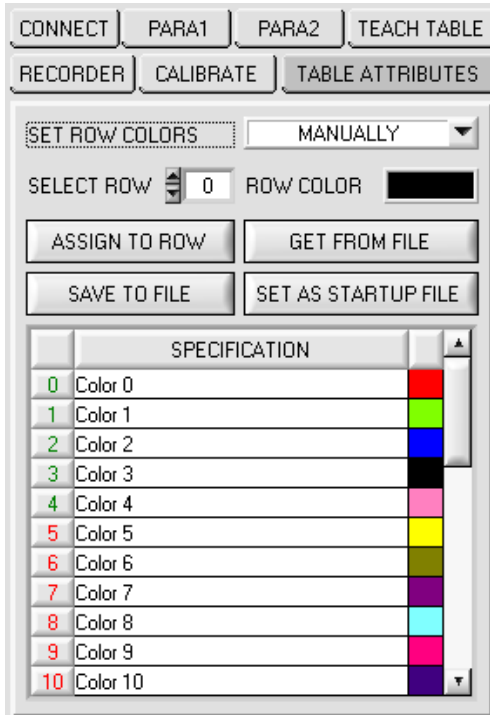 CONNECT PARA1 PARA2 TEACH TABLE
RECORDER CALIBRATE TABLE ATTRIBUTES
SET ROW COLORS MANUALLY
SELECT ROW 0 ROW COLOR
ASSIGN TO ROW GET FROM FILE
SAVE TO FILE SET AS STARTUP FILE
SPECIFICATION
0 Color 0
1 Color 1
2 Color 2
3 Color 3
4 Color 4
5 Color 5
6 Color 6
7 Color 7
8 Color 8
9 Color 9
10 Color 10